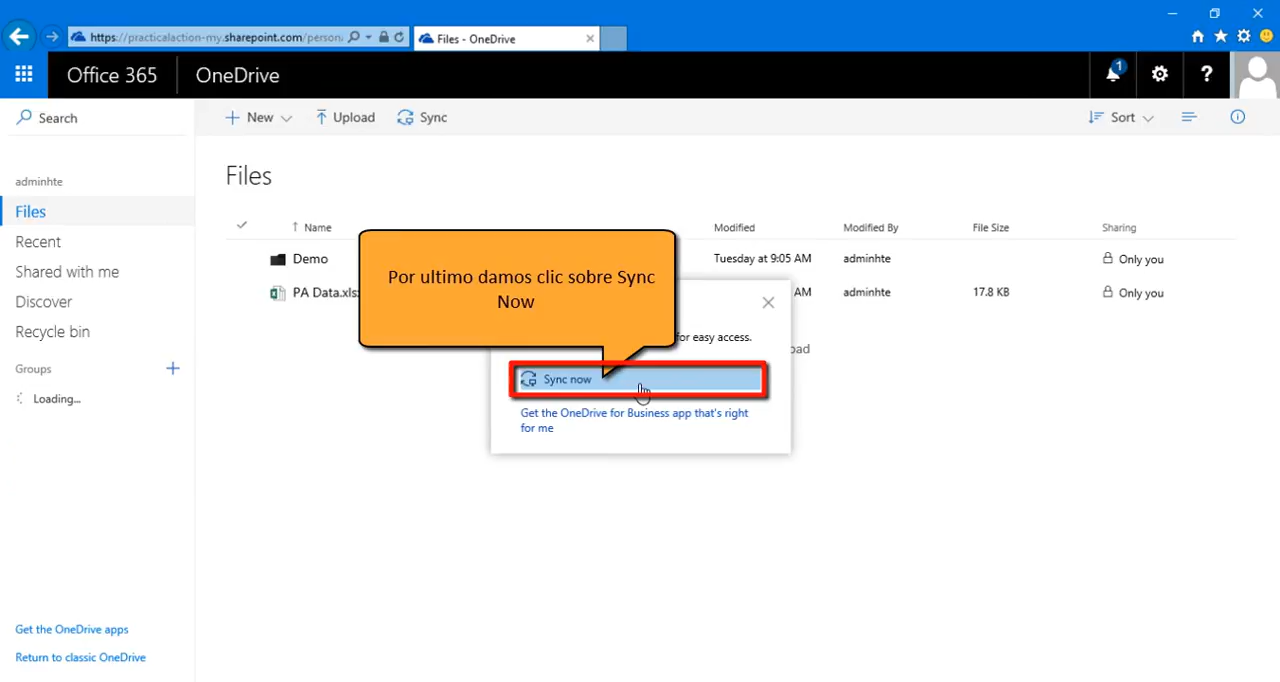 https://practicalaction-my.sharepoint.com/person
Files - OneDrive
Office 365
OneDrive
1
?
Search
New
Upload
Sync
Sort
Files
adminhte
Files
Recent
Shared with me
Discover
Recycle bin
Groups
+
Loading...
Name
Modified
Modified By
File Size
Sharing
Demo
Tuesday at 9:05 AM
adminhte
Only you
PA Data.xls
AM
adminhte
17.8 KB
Only you
Por ultimo damos clic sobre Sync
Now
for easy access.
Sync now
Get the OneDrive for Business app that's right
for me
Get the OneDrive apps
Return to classic OneDrive